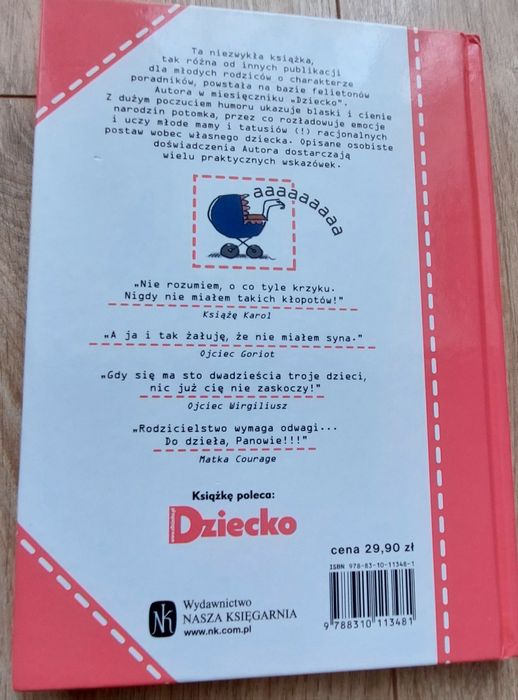 Ta niezwykła książka,
tak różna od innych publikacji
dla młodych rodziców o charakterze
poradników, powstała na bazie felietonów
Autora w miesięczniku „Dziecko".
Z dużym poczuciem humoru ukazuje blaski i cienie
narodzin potomka, przez co rozładowuje emocje
i uczy młode mamy i tatusiów (!) racjonalnych
postaw wobec własnego dziecka. Opisane osobiste
doświadczenia Autora dostarczają
wielu praktycznych wskazówek.
aaaaaaaaa
„Nie rozumiem, o co tyle krzyku.
Nigdy nie miałem takich kłopotów!"
Książę Karol
„A ja i tak żałuję, że nie miałem syna."
Ojciec Goriot
„Gdy się ma sto dwadzieścia troje dzieci,
nic już cię nie zaskoczy!"
Ojciec Wirgiliusz
„Rodzicielstwo wymaga odwagi...
Do dzieła, Panowie!!!"
Matka Courage
Książkę poleca:
Dziecko
cena 29,90 zł
ISBN 978-83-10-11348-1
9 788310 113481
NK
Wydawnictwo
NASZA KSIĘGARNIA
www.nk.com.pl